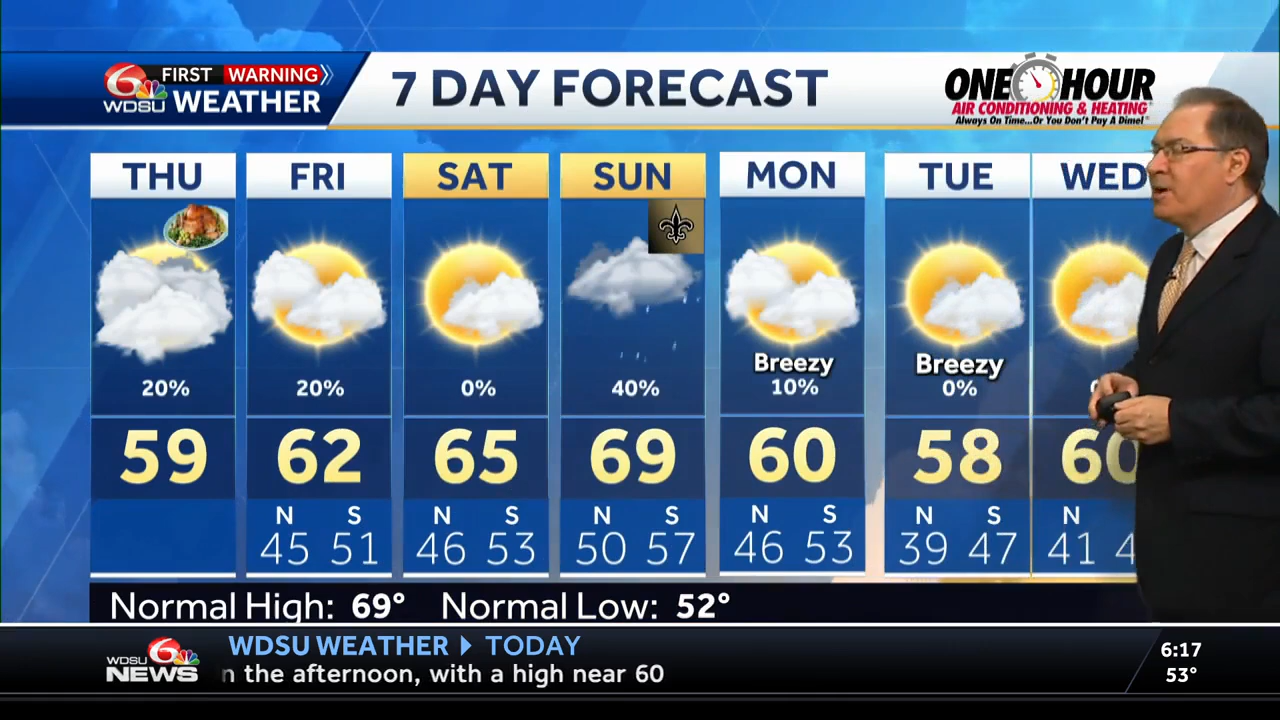 6 WDSU FIRST WARNING WEATHER
7 DAY FORECAST
ONE HOUR
AIR CONDITIONING & HEATING
Always On Time...Or You Don't Pay A Dime!
THU FRI SAT SUN MON TUE WED
Breezy Breezy
20% 20% 0% 40% 10% 0%
59 62 65 69 60 58 60
N S N S N S N S N S N
45 51 46 53 50 57 46 53 39 47 41 4
Normal High: 69° Normal Low: 52°
WDSU 6 NEWS
WDSU WEATHER TODAY
n the afternoon, with a high near 60
6:17
53°